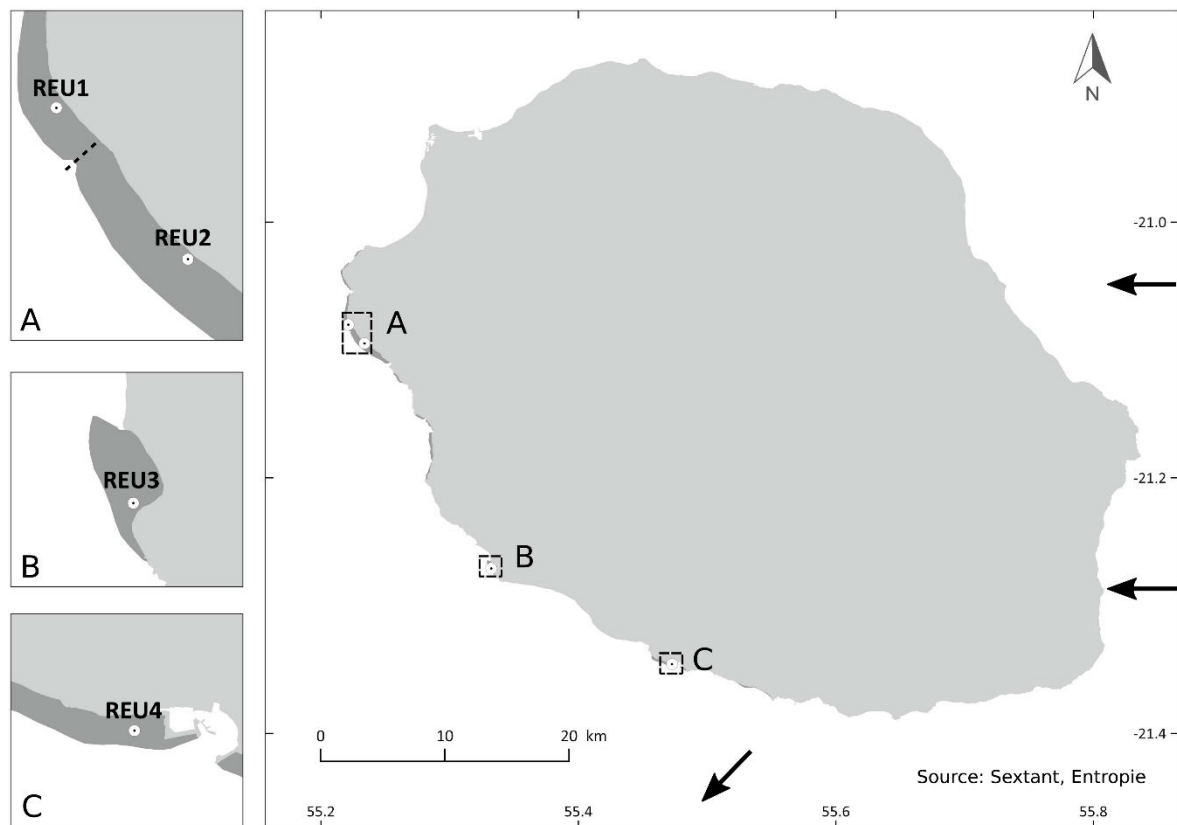 REU1
REU2
A
REU3
B
REU4
C
N
A
B
C
-21.0
-21.2
-21.4
0 10 20 km
Source: Sextant, Entropie
55.2 55.4 55.6 55.8